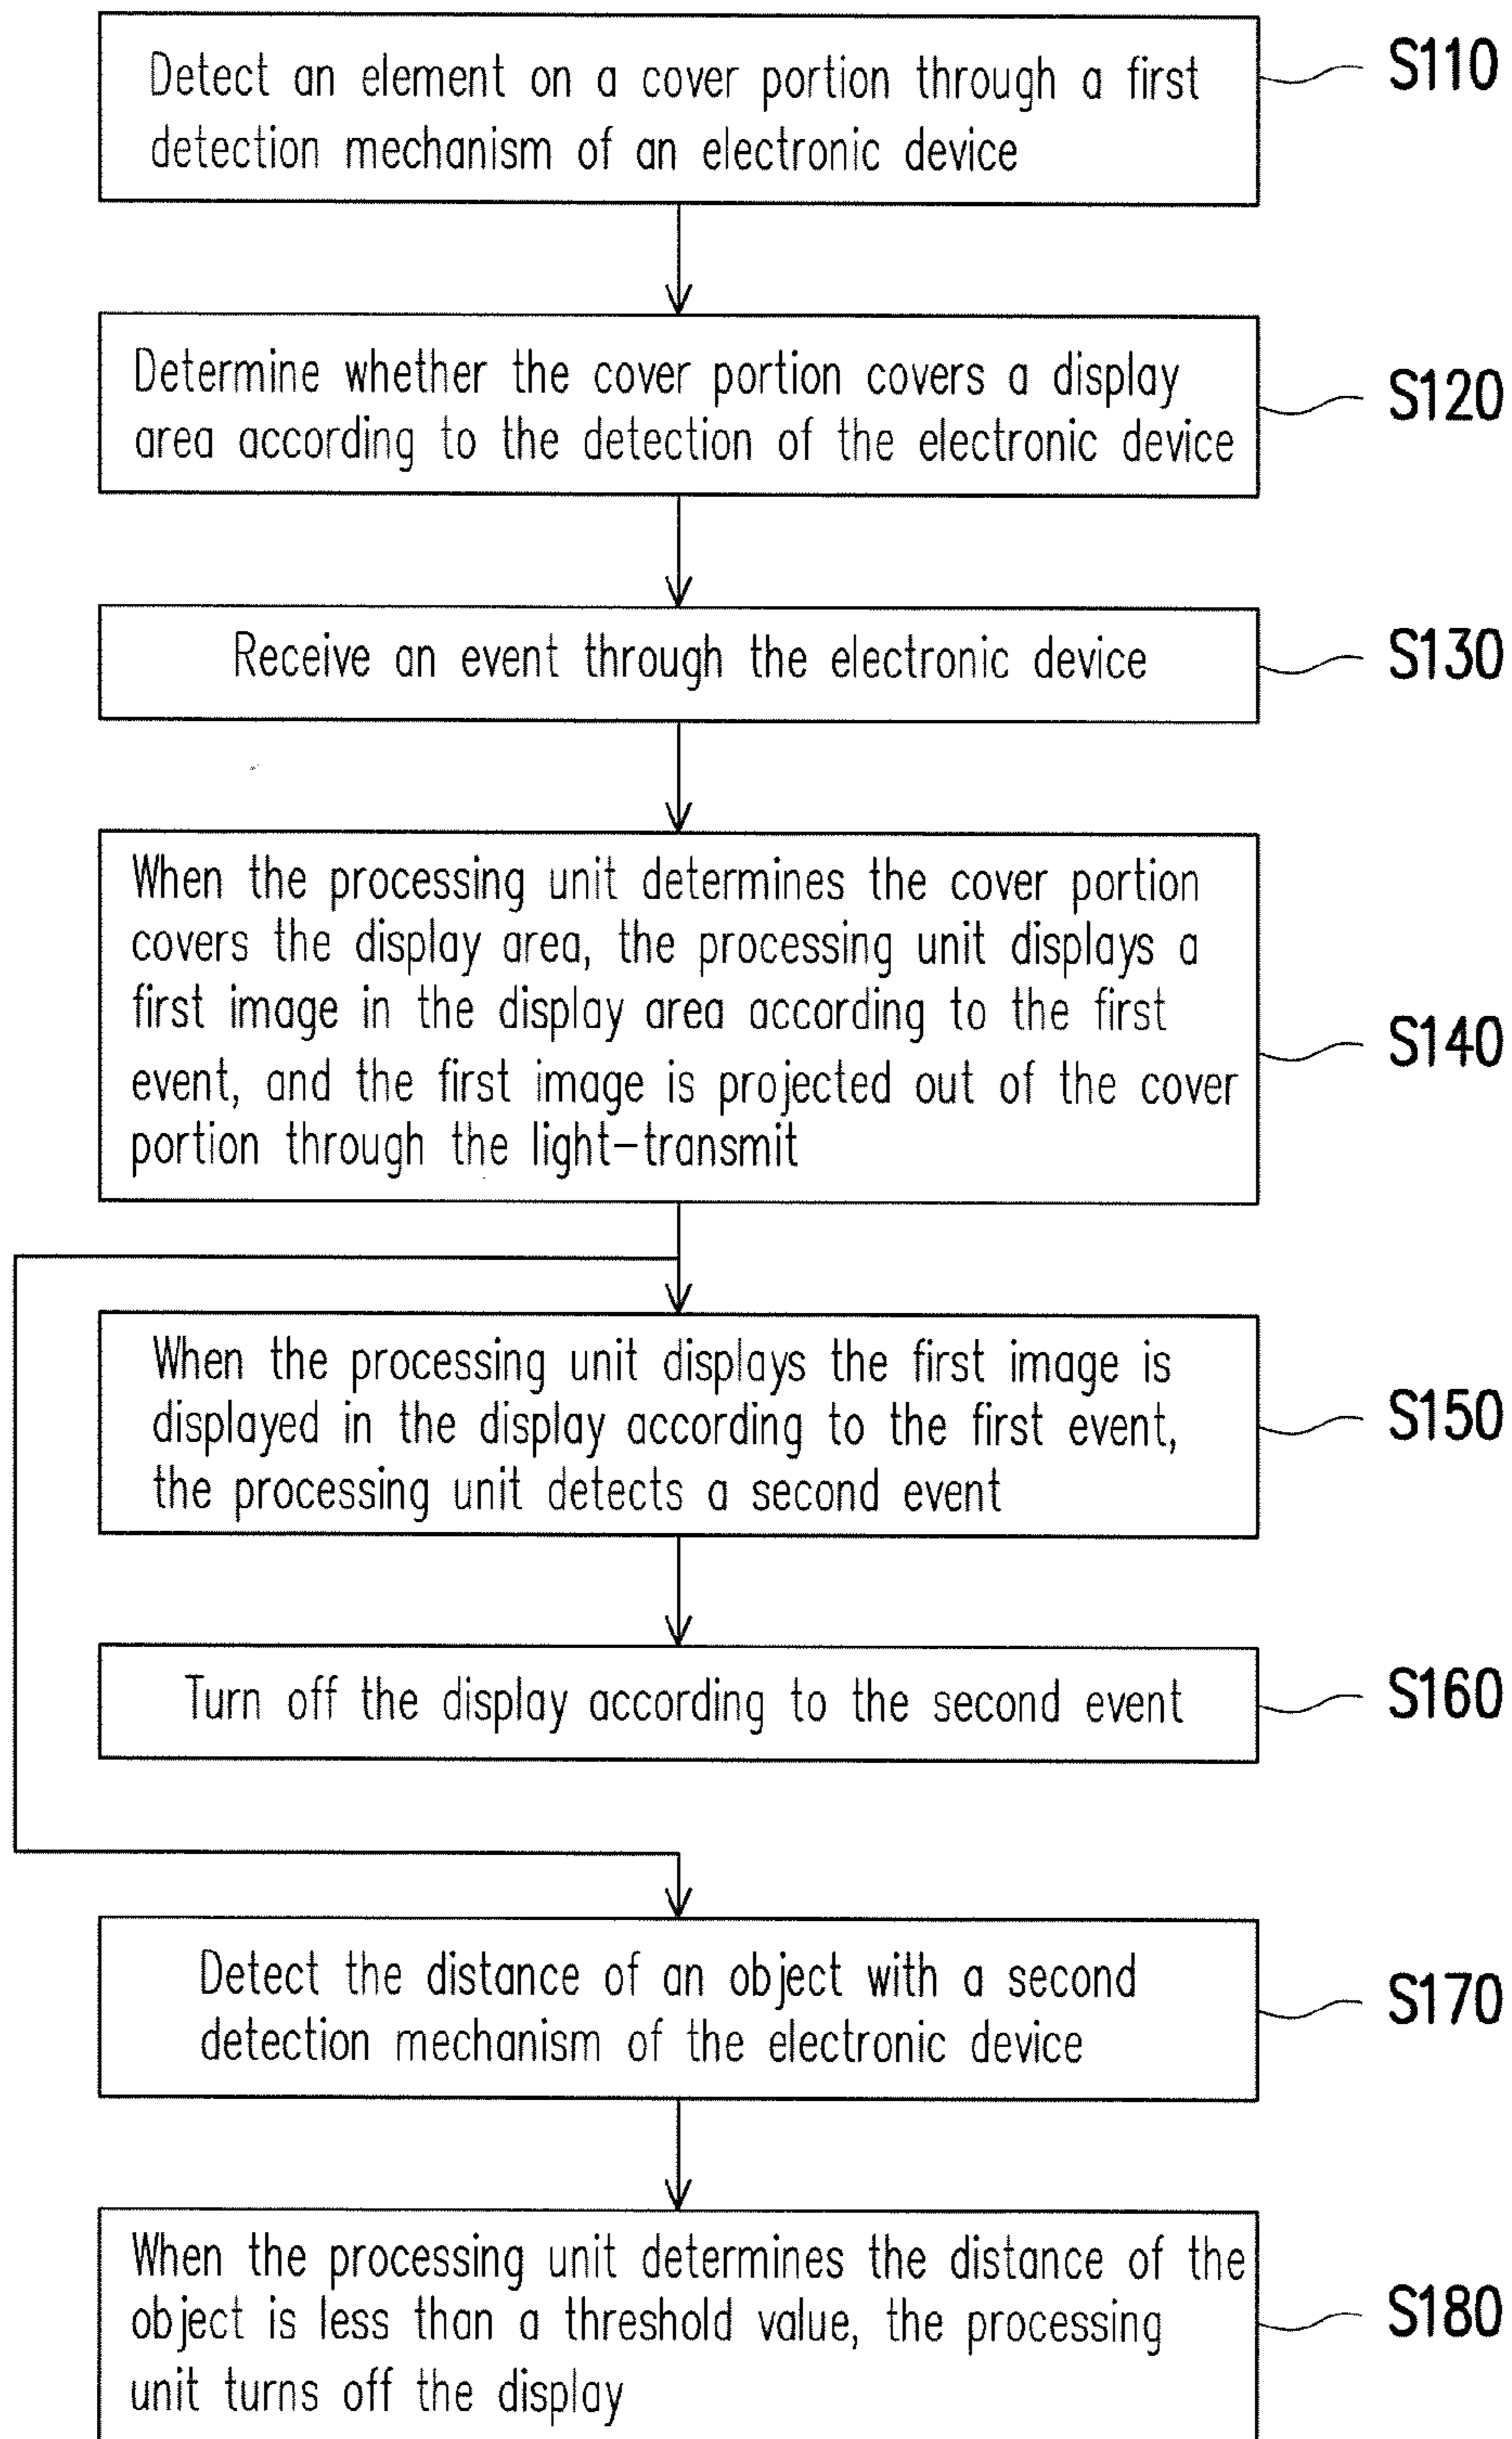 Detect an element on a cover portion through a first
detection mechanism of an electronic device
S110
Determine whether the cover portion covers a display
area according to the detection of the electronic device
S120
Receive an event through the electronic device
S130
When the processing unit determines the cover portion
covers the display area, the processing unit displays a
first image in the display area according to the first
event, and the first image is projected out of the cover
portion through the light-transmit
S140
When the processing unit displays the first image is
displayed in the display according to the first event,
the processing unit detects a second event
S150
Turn off the display according to the second event
S160
Detect the distance of an object with a second
detection mechanism of the electronic device
S170
When the processing unit determines the distance of the
object is less than a threshold value, the processing
unit turns off the display
S180